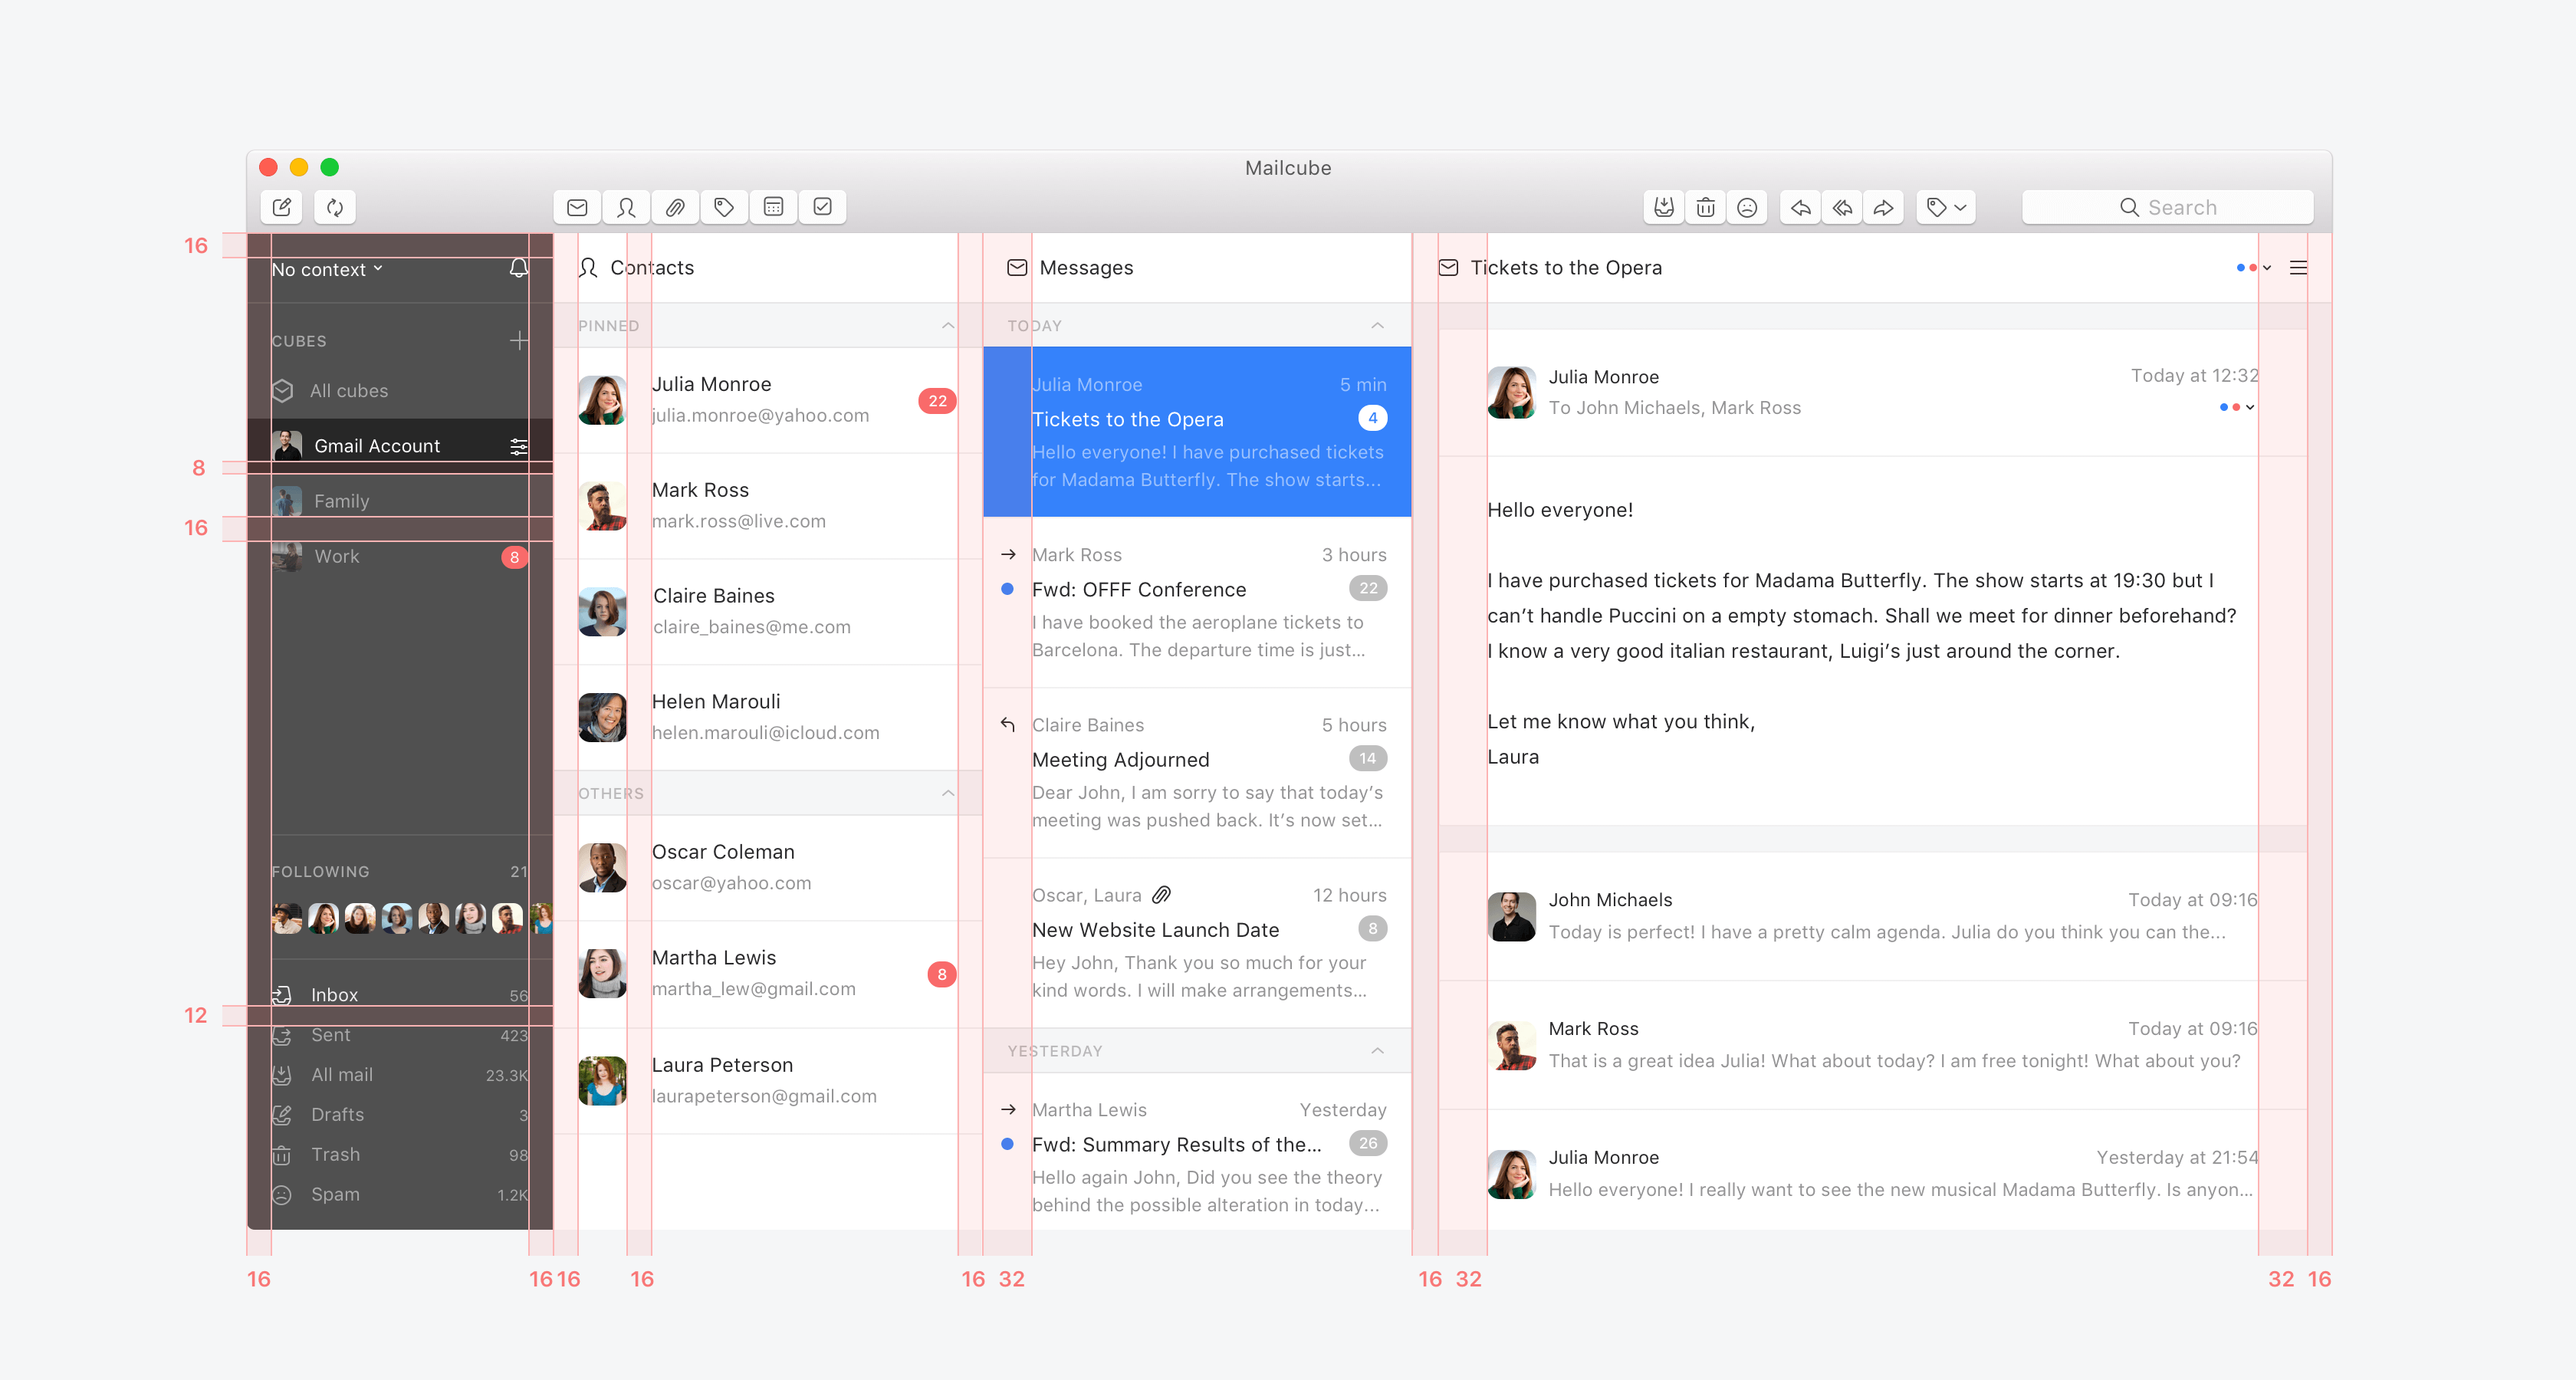 Mailcube
Search
16
No context
CUBES
All cubes
Gmail Account
8
Family
16
Work
8
FOLLOWING
21
Inbox
56
12
Sent
423
All mail
23.3K
Drafts
3
Trash
98
Spam
1.2K
Contacts
PINNED
Julia Monroe
julia.monroe@yahoo.com
22
Mark Ross
mark.ross@live.com
Claire Baines
claire_baines@me.com
Helen Marouli
helen.marouli@icloud.com
OTHERS
Oscar Coleman
oscar@yahoo.com
Martha Lewis
martha_lew@gmail.com
8
Laura Peterson
laurapeterson@gmail.com
Messages
TODAY
Julia Monroe
5 min
Tickets to the Opera
4
Hello everyone! I have purchased tickets
for Madama Butterfly. The show starts...
Mark Ross
3 hours
Fwd: OFFF Conference
22
I have booked the aeroplane tickets to
Barcelona. The departure time is just...
Claire Baines
5 hours
Meeting Adjourned
14
Dear John, I am sorry to say that today’s
meeting was pushed back. It’s now set...
Oscar, Laura
12 hours
New Website Launch Date
8
Hey John, Thank you so much for your
kind words. I will make arrangements...
YESTERDAY
Martha Lewis
Yesterday
Fwd: Summary Results of the...
26
Hello again John, Did you see the theory
behind the possible alteration in today...
Tickets to the Opera
Julia Monroe
Today at 12:32
To John Michaels, Mark Ross
Hello everyone!
I have purchased tickets for Madama Butterfly. The show starts at 19:30 but I
can’t handle Puccini on a empty stomach. Shall we meet for dinner beforehand?
I know a very good italian restaurant, Luigi’s just around the corner.
Let me know what you think,
Laura
John Michaels
Today at 09:16
Today is perfect! I have a pretty calm agenda. Julia do you think you can the...
Mark Ross
Today at 09:16
That is a great idea Julia! What about today? I am free tonight! What about you?
Julia Monroe
Yesterday at 21:54
Hello everyone! I really want to see the new musical Madama Butterfly. Is anyon...
16 16 16 16 16 32 16 32 32 16